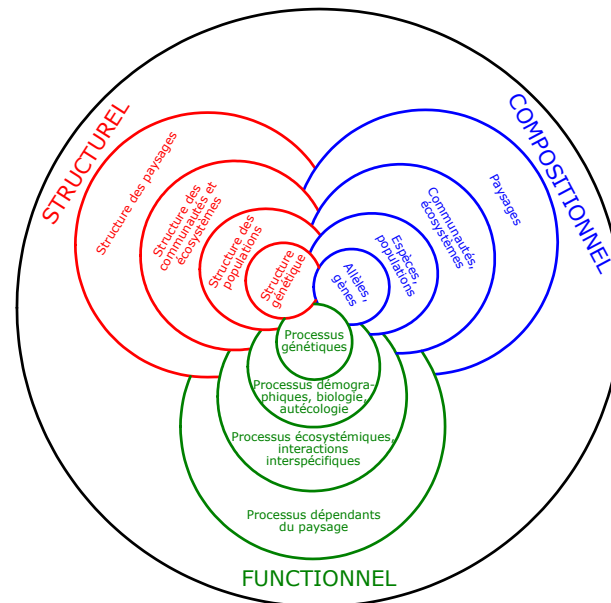 STRUCTUREL
Structure des paysages
Structure des
communautés et
écosystèmes
Structure des
populations
Structure
génétique
COMPOSITIONNEL
Paysages
Communautés,
écosystèmes
Espèces,
populations
Allèles,
gènes
Processus
génétiques
Processus démogra-
phiques, biologie,
autécologie
Processus écosystémiques,
interactions
interspécifiques
Processus dépendants
du paysage
FUNCTIONNEL